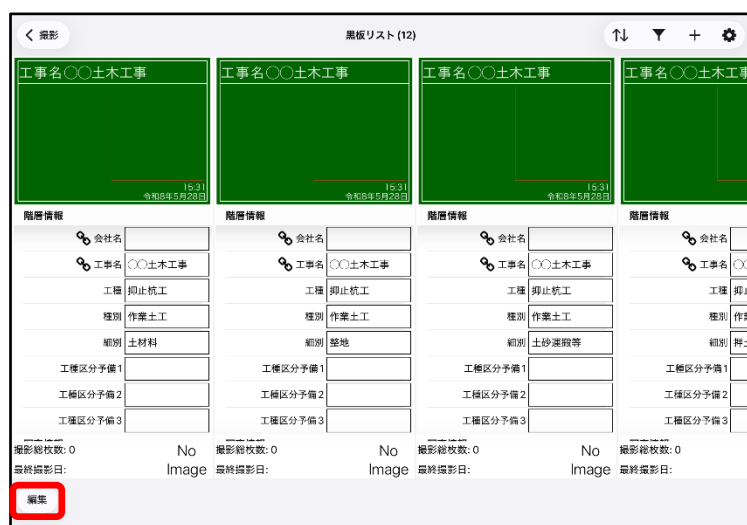 撮影
黒板リスト (12)
工事名○○土木工事
15:31
令和8年5月28日
階層情報
会社名
工事名 ○○土木工事
工種 抑止杭工
種別 作業土工
細別 土材料
工種区分予備1
工種区分予備2
工種区分予備3
撮影総枚数: 0
最終撮影日:
No
Image
工事名○○土木工事
15:31
令和8年5月28日
階層情報
会社名
工事名 ○○土木工事
工種 抑止杭工
種別 作業土工
細別 整地
工種区分予備1
工種区分予備2
工種区分予備3
撮影総枚数: 0
最終撮影日:
No
Image
工事名○○土木工事
15:31
令和8年5月28日
階層情報
会社名
工事名 ○○土木工事
工種 抑止杭工
種別 作業土工
細別 土砂運搬等
工種区分予備1
工種区分予備2
工種区分予備3
撮影総枚数: 0
最終撮影日:
No
Image
工事名○○土木工事
階層情報
会社名
工事名
工種
種別
細別
工種区分予備1
工種区分予備2
工種区分予備3
撮影総枚数: 0
最終撮影日:
編集